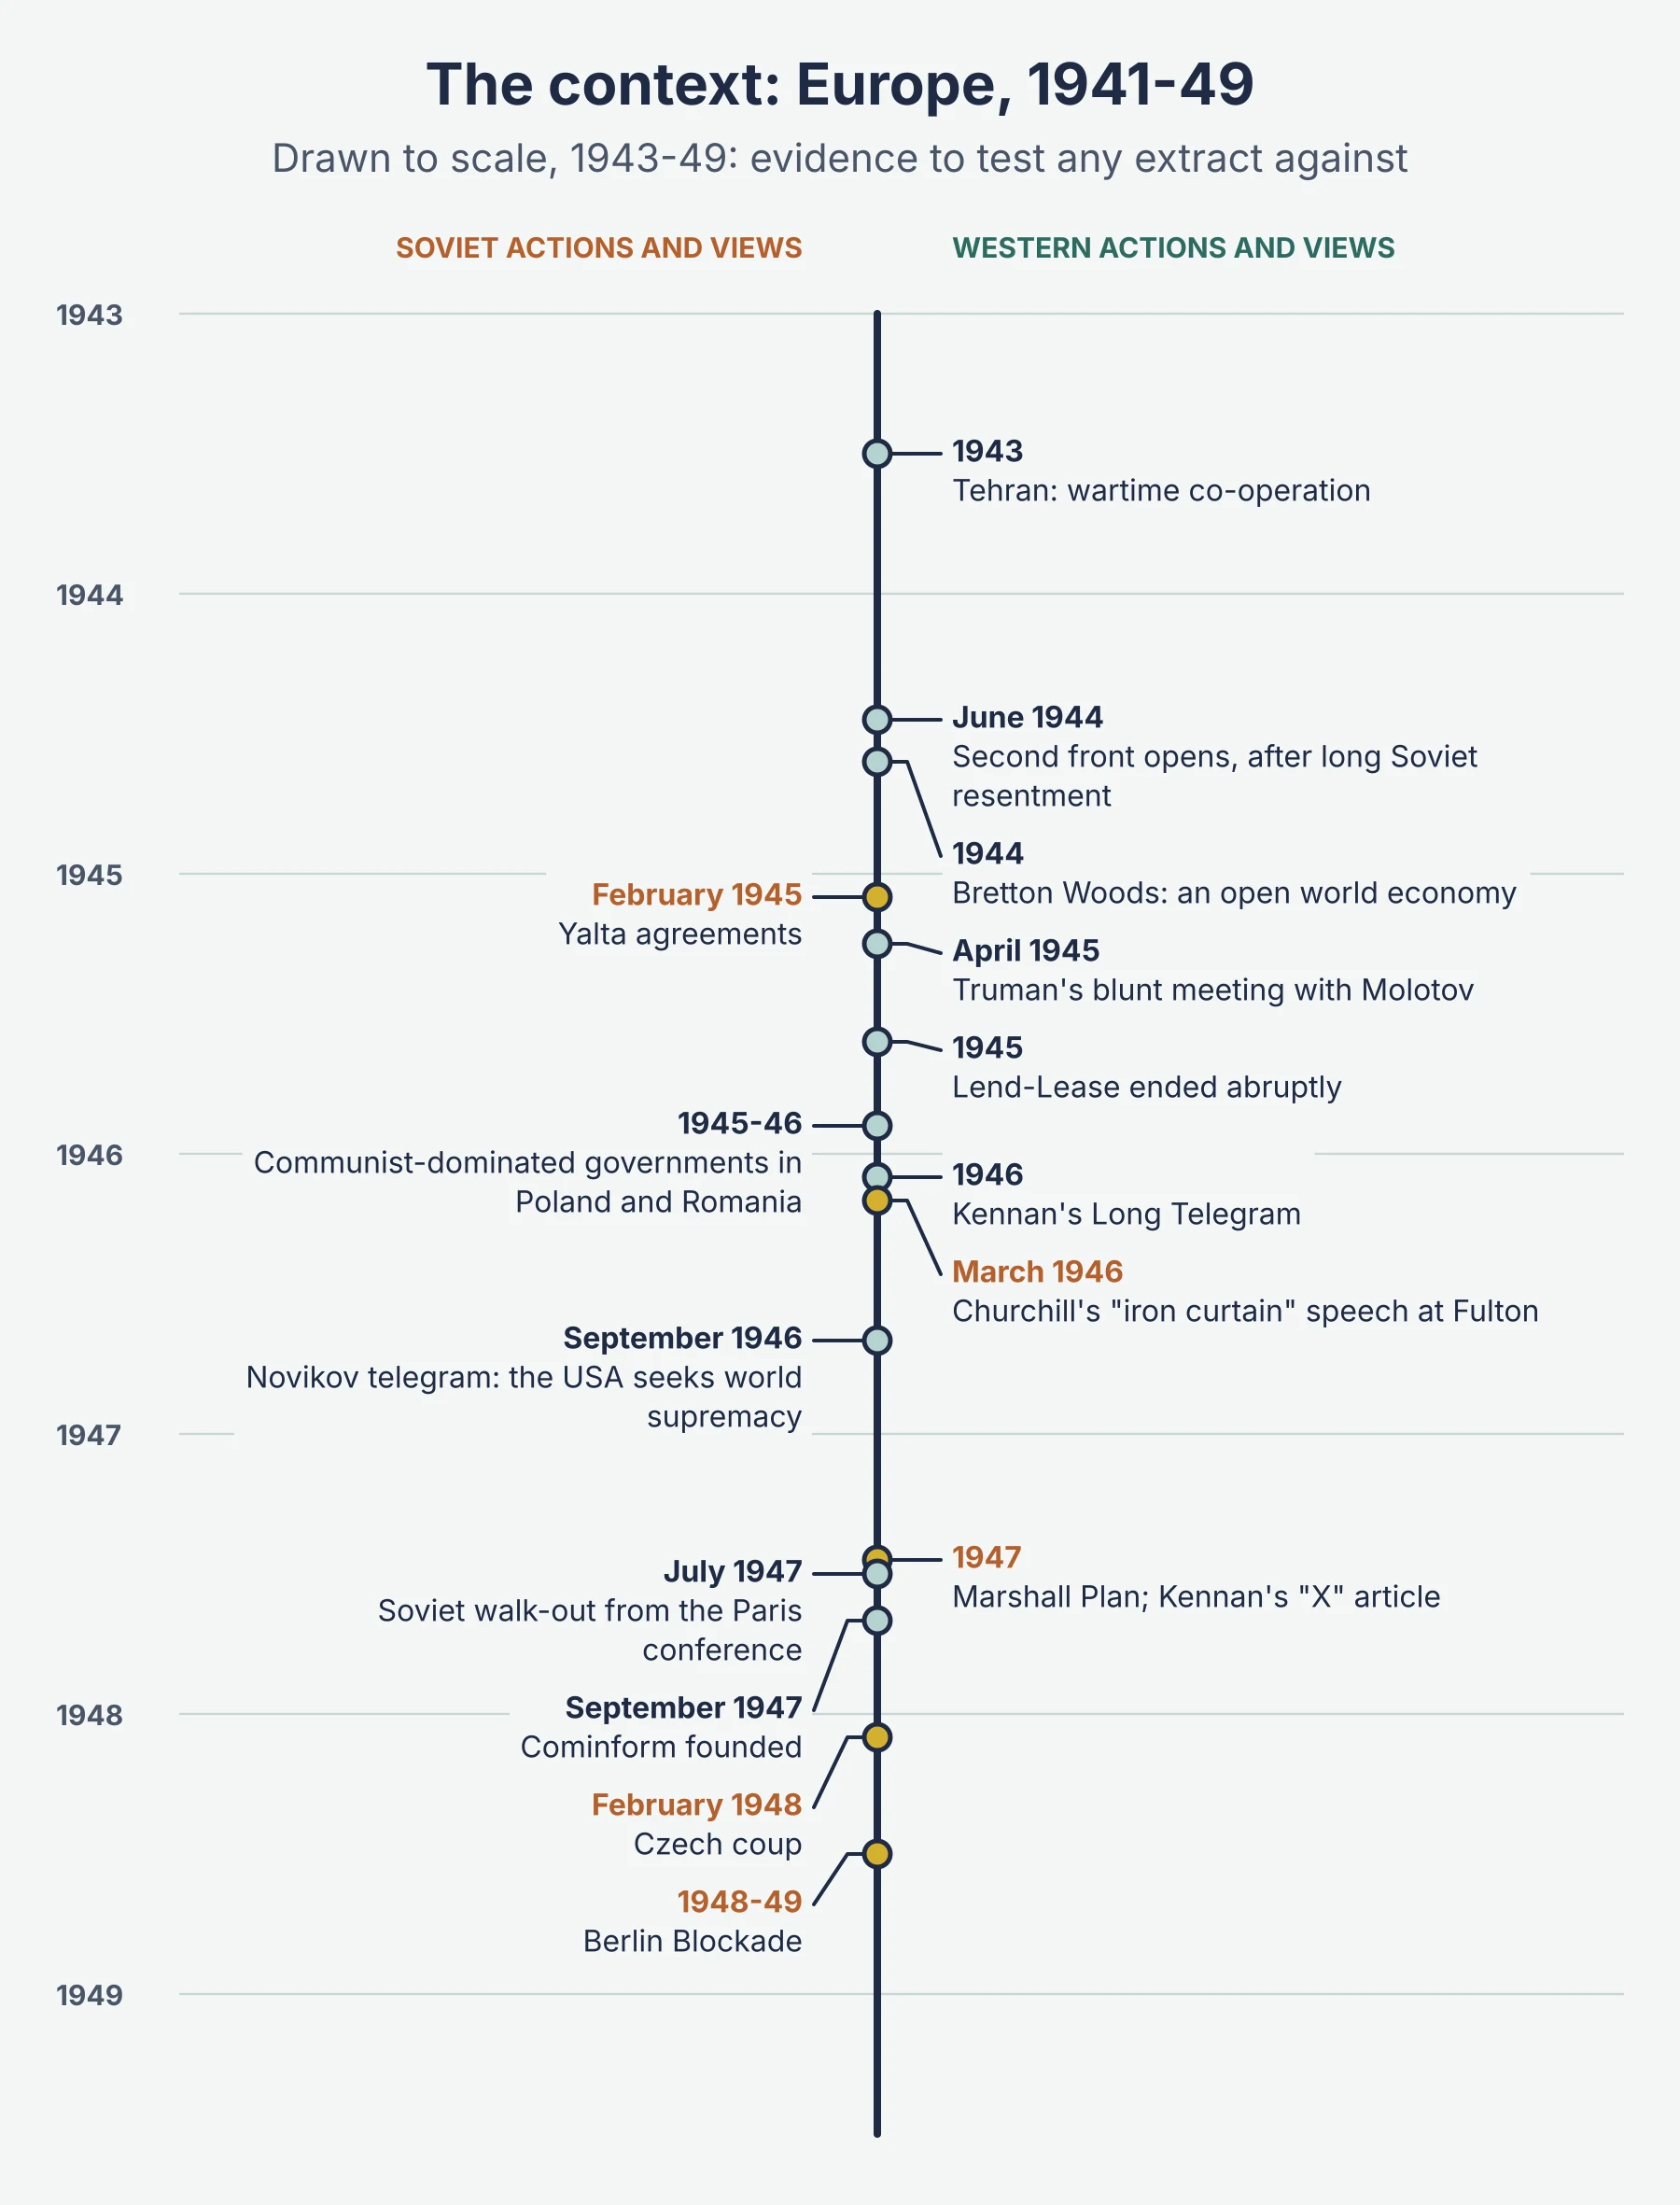 The context: Europe, 1941-49
Drawn to scale, 1943-49: evidence to test any extract against
SOVIET ACTIONS AND VIEWS
WESTERN ACTIONS AND VIEWS
1943
1943
Tehran: wartime co-operation
1944
June 1944
Second front opens, after long Soviet
resentment
1944
Bretton Woods: an open world economy
1945
February 1945
Yalta agreements
April 1945
Truman's blunt meeting with Molotov
1945
Lend-Lease ended abruptly
1945-46
Communist-dominated governments in
Poland and Romania
1946
1946
Kennan's Long Telegram
March 1946
Churchill's "iron curtain" speech at Fulton
September 1946
Novikov telegram: the USA seeks world
supremacy
1947
1947
Marshall Plan; Kennan's "X" article
July 1947
Soviet walk-out from the Paris
conference
September 1947
Cominform founded
1948
February 1948
Czech coup
1948-49
Berlin Blockade
1949